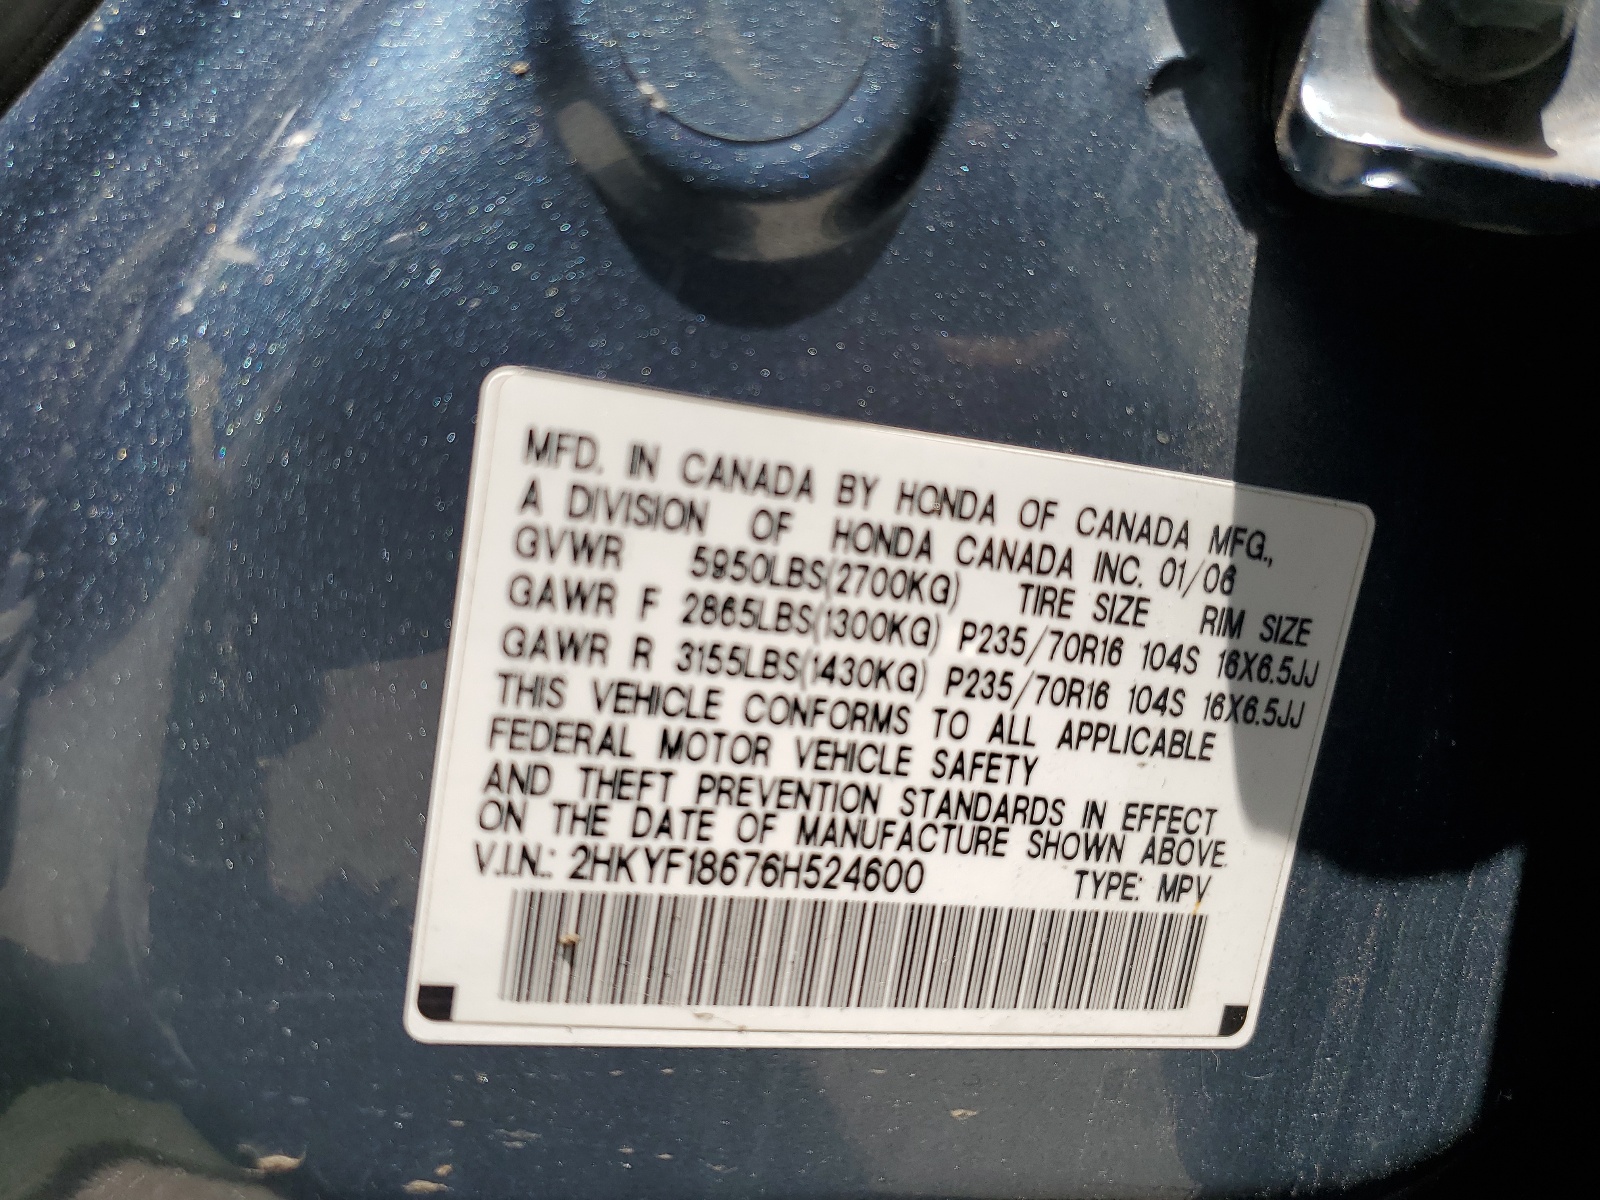 MFD. IN CANADA BY HONDA OF CANADA MFG.,
A DIVISION OF HONDA CANADA INC. 01/06
GVWR 5950LBS(2700KG) TIRE SIZE RIM SIZE
GAWR F 2865LBS(1300KG) P235/70R16 104S 16X6.5JJ
GAWR R 3155LBS(1430KG) P235/70R16 104S 16X6.5JJ
THIS VEHICLE CONFORMS TO ALL APPLICABLE
FEDERAL MOTOR VEHICLE SAFETY
AND THEFT PREVENTION STANDARDS IN EFFECT
ON THE DATE OF MANUFACTURE SHOWN ABOVE.
V.I.N.: 2HKYF18676H524600 TYPE: MPV